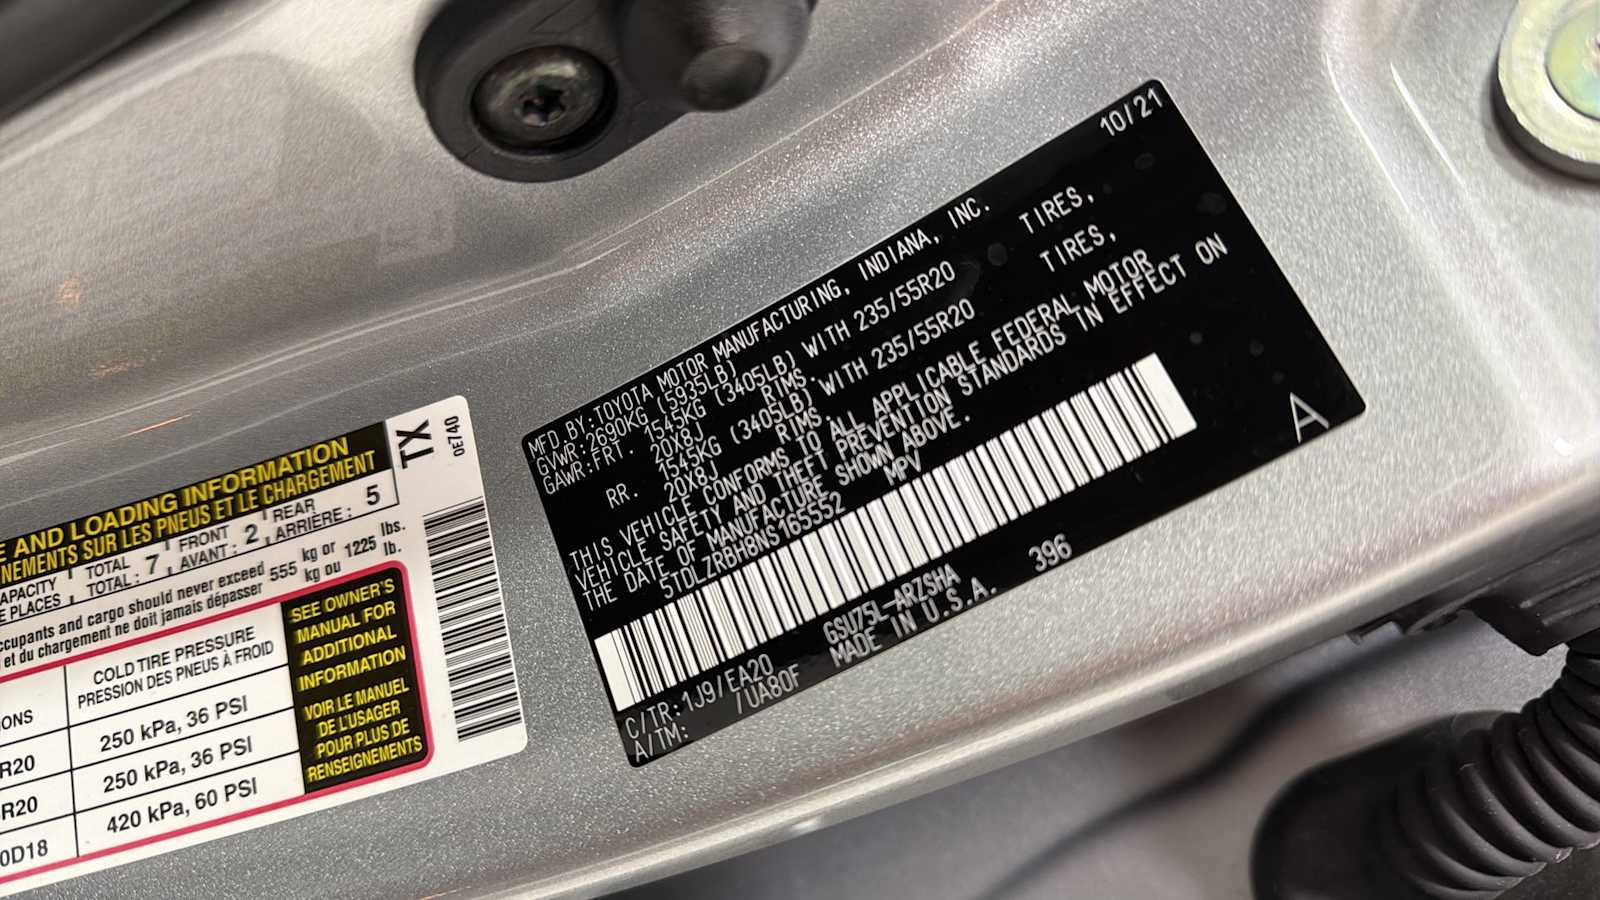 10/21
MFD.BY:TOYOTA MOTOR MANUFACTURING, INDIANA, INC.
GVWR:2690KG (5935LB)
GAWR:FRT. 1545KG (3405LB) WITH 235/55R20 TIRES,
20X8J RIMS,
RR. 1545KG (3405LB) WITH 235/55R20 TIRES,
20X8J RIMS.
THIS VEHICLE CONFORMS TO ALL APPLICABLE FEDERAL MOTOR
VEHICLE SAFETY AND THEFT PREVENTION STANDARDS IN EFFECT ON
THE DATE OF MANUFACTURE SHOWN ABOVE.
5TDLZRBH8NS165552 MPV
A
C/TR:1J9/EA20 GSU75L-ARZSHA 396
A/TM: /UA80F MADE IN U.S.A.
E AND LOADING INFORMATION
NEMENTS SUR LES PNEUS ET LE CHARGEMENT
TX
0E740
APACITY TOTAL 7 FRONT 2 REAR 5
E PLACES TOTAL: AVANT: ARRIÈRE:
ccupants and cargo should never exceed 555 kg or 1225 lbs.
et du chargement ne doit jamais dépasser kg ou lb.
COLD TIRE PRESSURE
PRESSION DES PNEUS À FROID
IONS
250 kPa, 36 PSI
R20
250 kPa, 36 PSI
R20
420 kPa, 60 PSI
0D18
SEE OWNER'S
MANUAL FOR
ADDITIONAL
INFORMATION
VOIR LE MANUEL
DE L'USAGER
POUR PLUS DE
RENSEIGNEMENTS